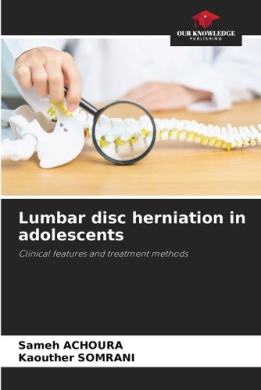 OUR KNOWLEDGE
PUBLISHING
Lumbar disc herniation in
adolescents
Clinical features and treatment methods
Sameh ACHOURA
Kaouther SOMRANI